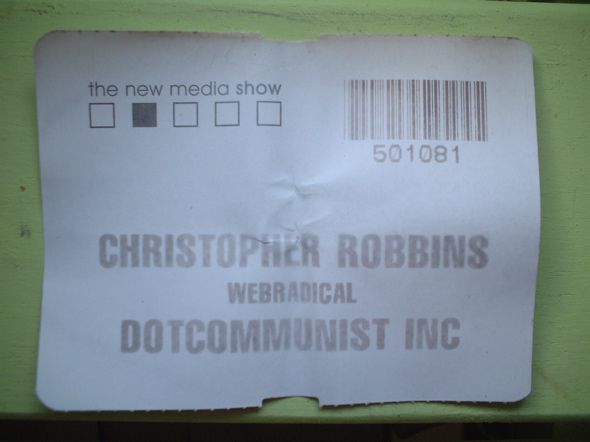 the new media show
501081
CHRISTOPHER ROBBINS
WEBRADICAL
DOTCOMMUNIST INC